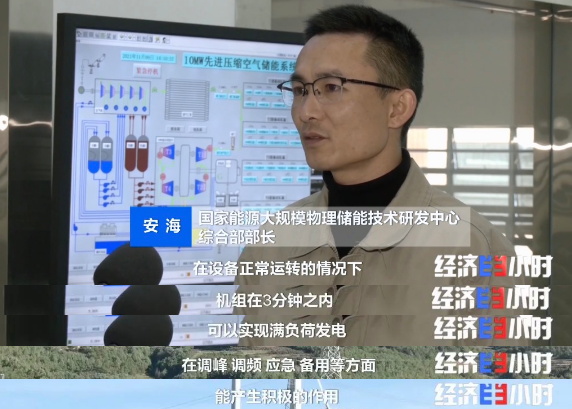 10MW先进压缩空气储能系统
安 海
国家能源大规模物理储能技术研发中心
综合部部长
在设备正常运转的情况下
经济半小时
机组在3分钟之内
经济半小时
可以实现满负荷发电
经济半小时
在调峰 调频 应急 备用等方面
经济半小时
能产生积极的作用
经济半小时